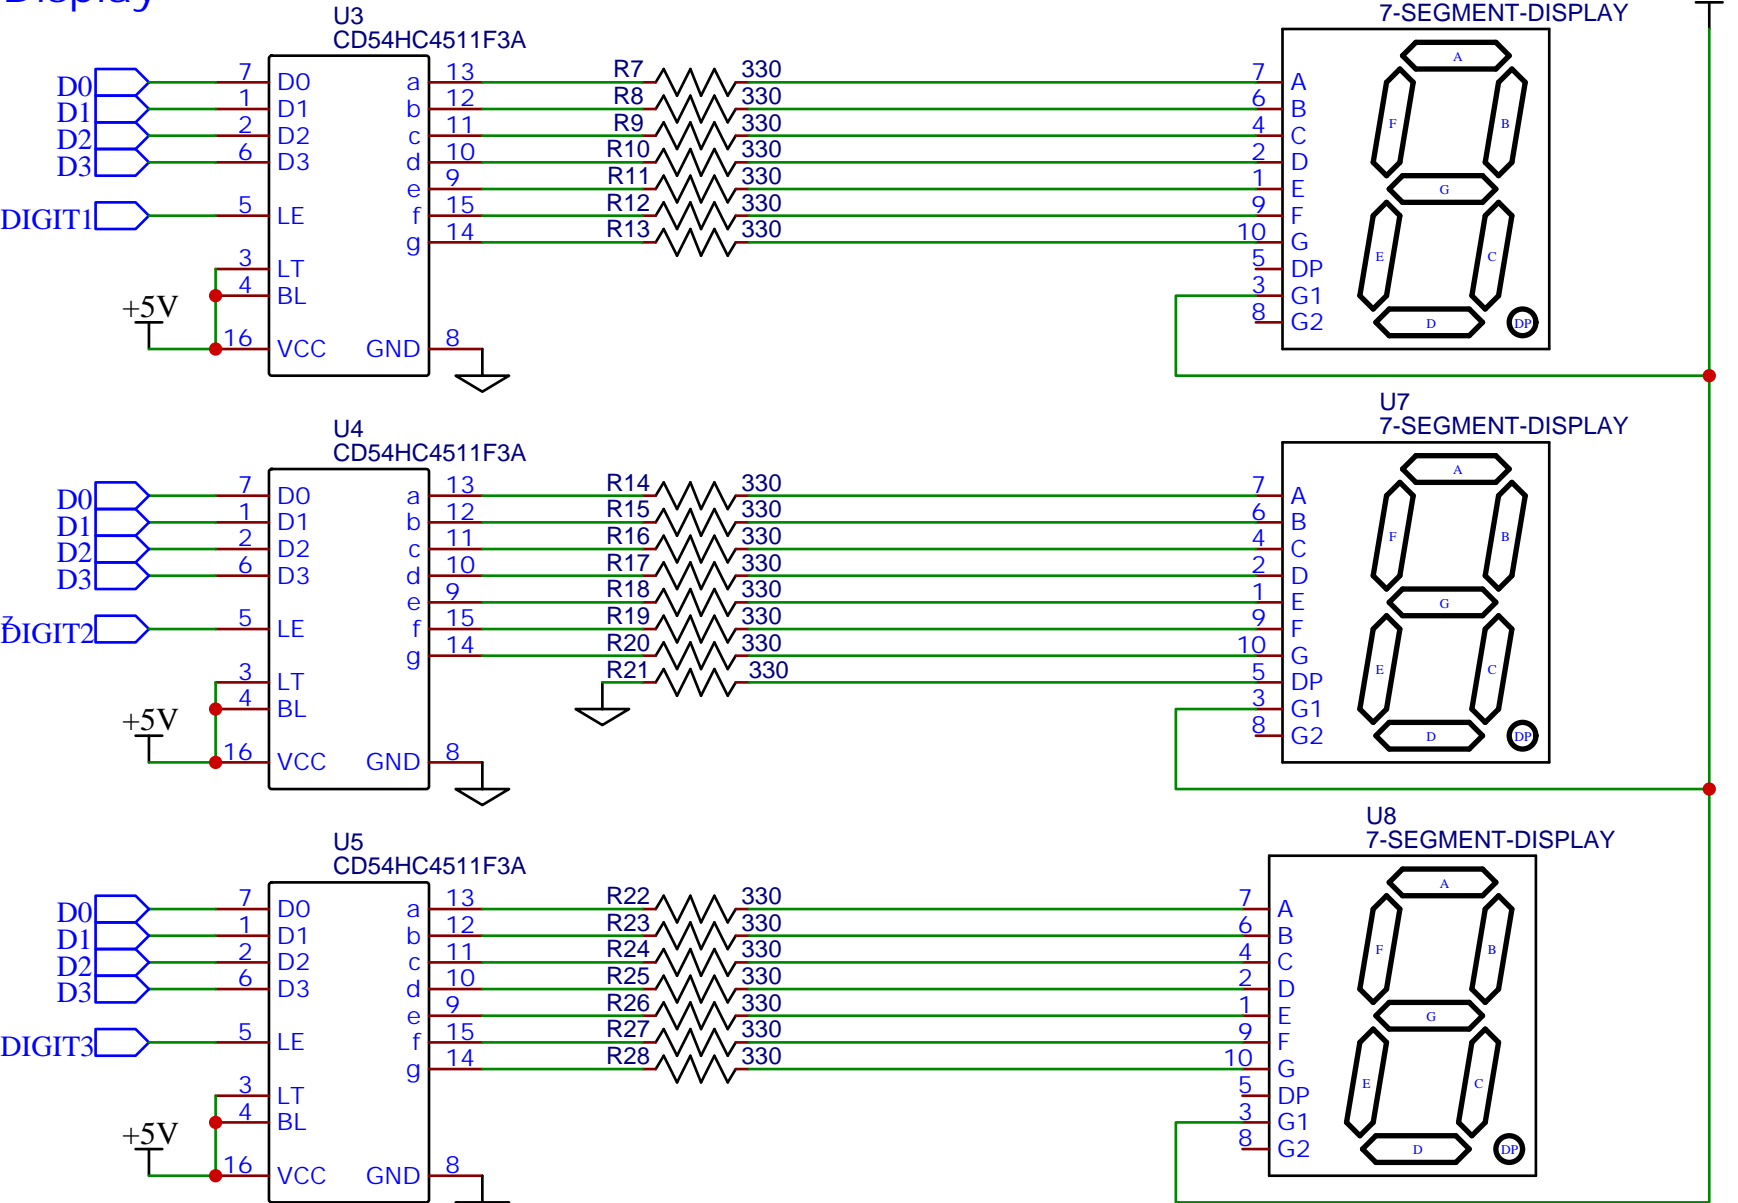 Display
U3
CD54HC4511F3A
7-SEGMENT-DISPLAY
D0 7 D0 a 13 R7 330 7 A
D1 1 D1 b 12 R8 330 6 B
D2 2 D2 c 11 R9 330 4 C
D3 6 D3 d 10 R10 330 2 D
e 9 R11 330 1 E
DIGIT1 5 LE f 15 R12 330 9 F
g 14 R13 330 10 G
3 LT 5 DP
4 BL 3 G1
8 G2
+5V
16 VCC GND 8
A
F B
G
E C
D DP
U4
CD54HC4511F3A
U7
7-SEGMENT-DISPLAY
D0 7 D0 a 13 R14 330 7 A
D1 1 D1 b 12 R15 330 6 B
D2 2 D2 c 11 R16 330 4 C
D3 6 D3 d 10 R17 330 2 D
e 9 R18 330 1 E
DIGIT2 5 LE f 15 R19 330 9 F
g 14 R20 330 10 G
3 LT R21 330 5 DP
4 BL 3 G1
8 G2
+5V
16 VCC GND 8
A
F B
G
E C
D DP
U5
CD54HC4511F3A
U8
7-SEGMENT-DISPLAY
D0 7 D0 a 13 R22 330 7 A
D1 1 D1 b 12 R23 330 6 B
D2 2 D2 c 11 R24 330 4 C
D3 6 D3 d 10 R25 330 2 D
e 9 R26 330 1 E
DIGIT3 5 LE f 15 R27 330 9 F
g 14 R28 330 10 G
3 LT 5 DP
4 BL 3 G1
8 G2
+5V
16 VCC GND 8
A
F B
G
E C
D DP